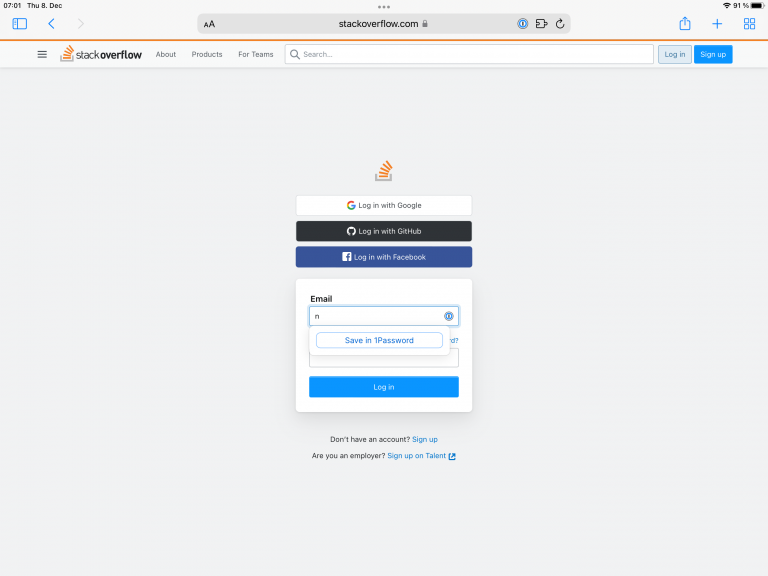 07:01 Thu 8. Dec
91 %
AA
stackoverflow.com
stackoverflow
About
Products
For Teams
Search...
Log in
Sign up
Log in with Google
Log in with GitHub
Log in with Facebook
Email
n
Save in 1Password
Log in
Don't have an account? Sign up
Are you an employer? Sign up on Talent